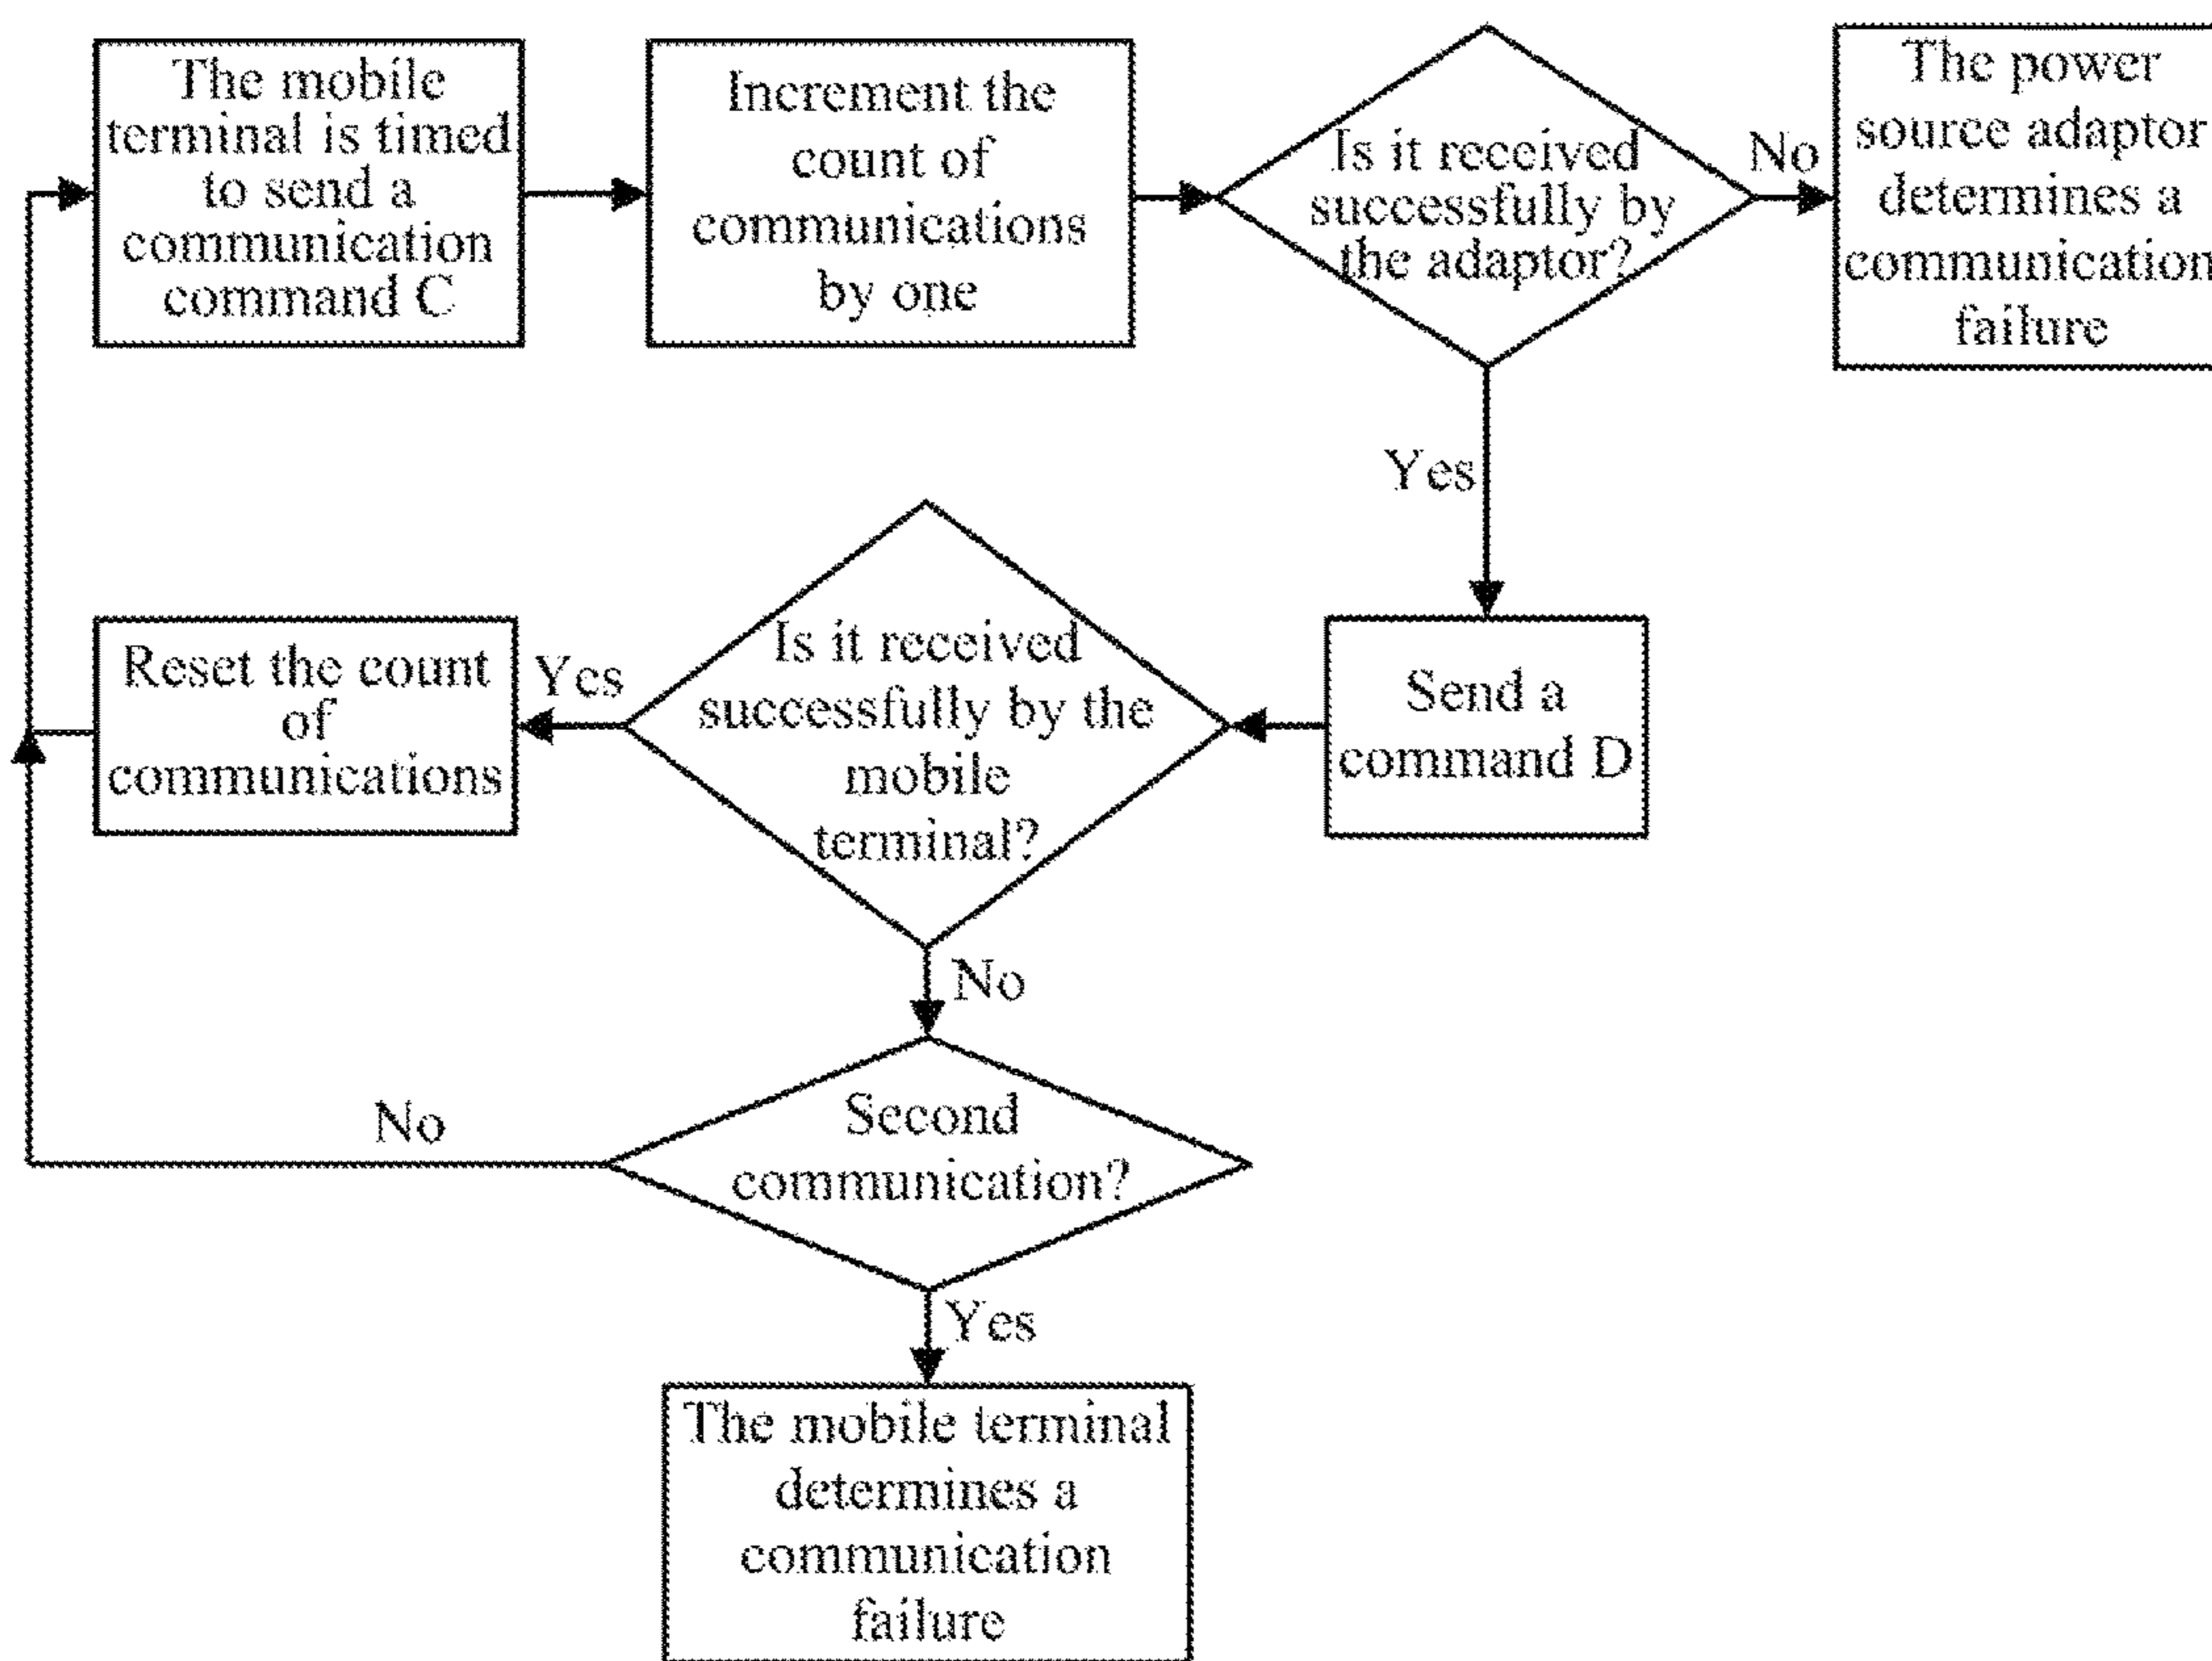 The mobile
terminal is timed
to send a
communication
command C
Increment the
count of
communications
by one
Is it received
successfully by
the adaptor?
No
The power
source adaptor
determines a
communication
failure
Yes
Reset the count
of
communications
Yes
Is it received
successfully by the
mobile
terminal?
Send a
command D
No
No
Second
communication?
Yes
The mobile terminal
determines a
communication
failure